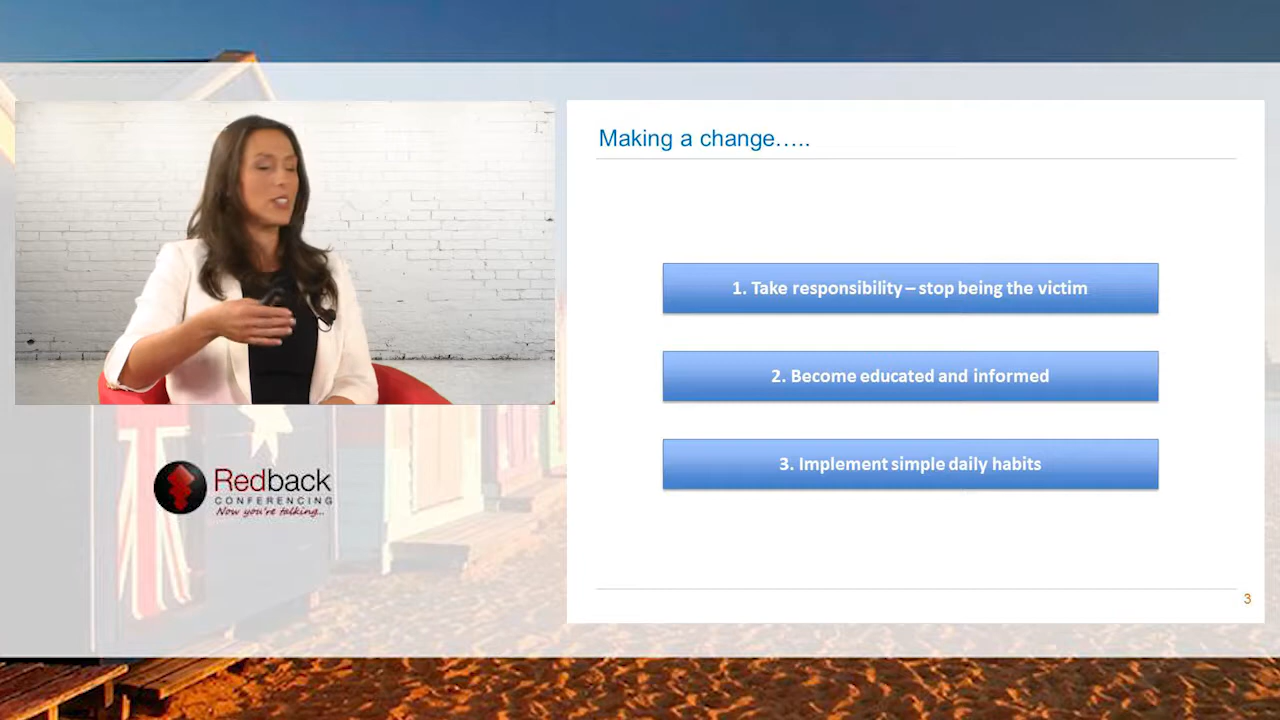 Making a change.....
1. Take responsibility – stop being the victim
2. Become educated and informed
3. Implement simple daily habits
3
Redback
CONFERENCING
Now you're talking...